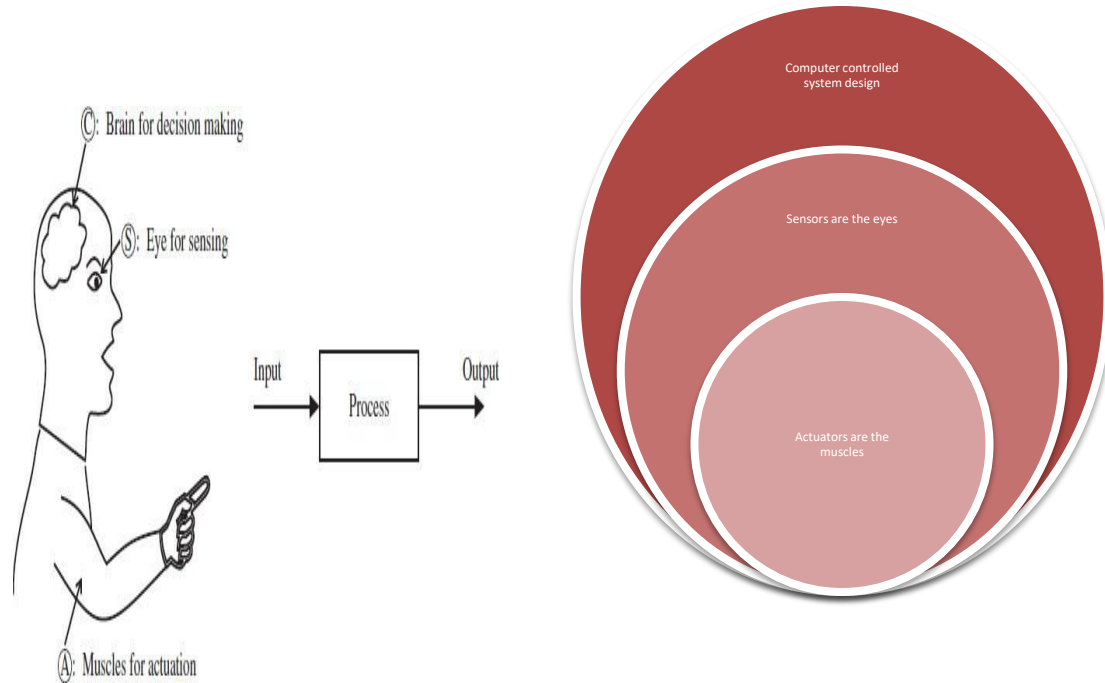 Ⓒ: Brain for decision making
Ⓢ: Eye for sensing
Input
Process
Output
Ⓐ: Muscles for actuation
Computer controlled
system design
Sensors are the eyes
Actuators are the
muscles